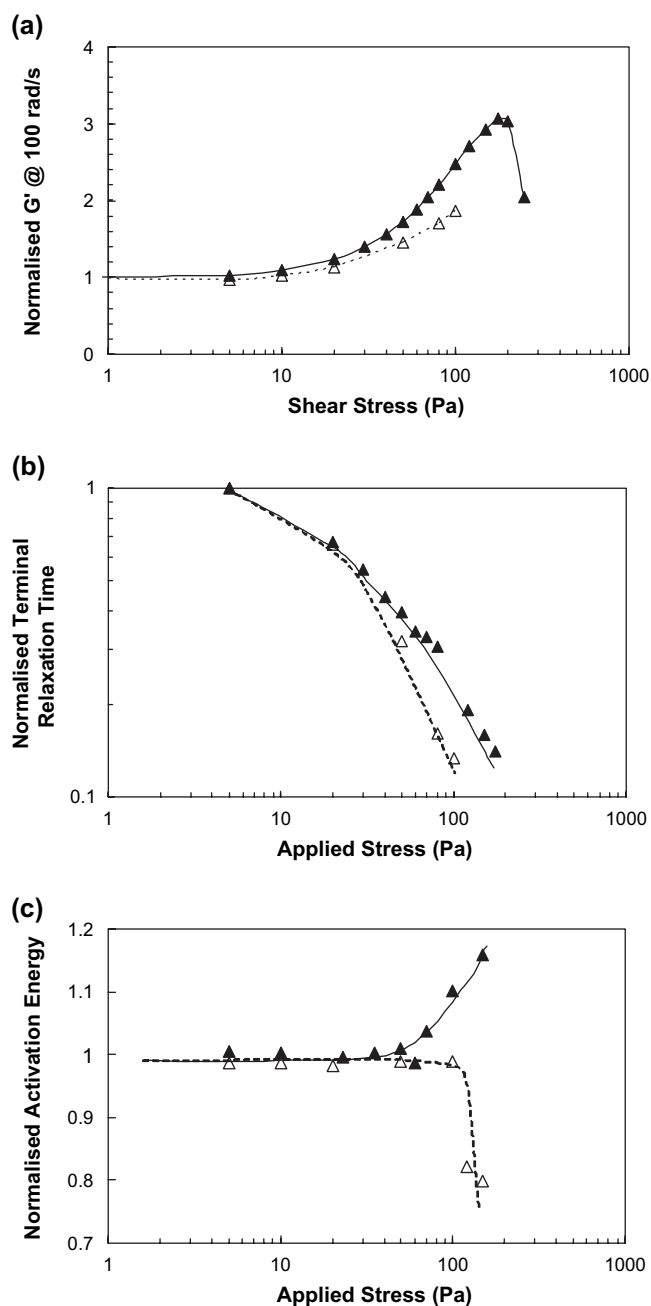 (a)
4
3
2
1
0
1
10
100
1000
Normalised G' @ 100 rad/s
Shear Stress (Pa)
(b)
1
0.1
1
10
100
1000
Normalised Terminal
Relaxation Time
Applied Stress (Pa)
(c)
1.2
1.1
1
0.9
0.8
0.7
1
10
100
1000
Normalised Activation Energy
Applied Stress (Pa)